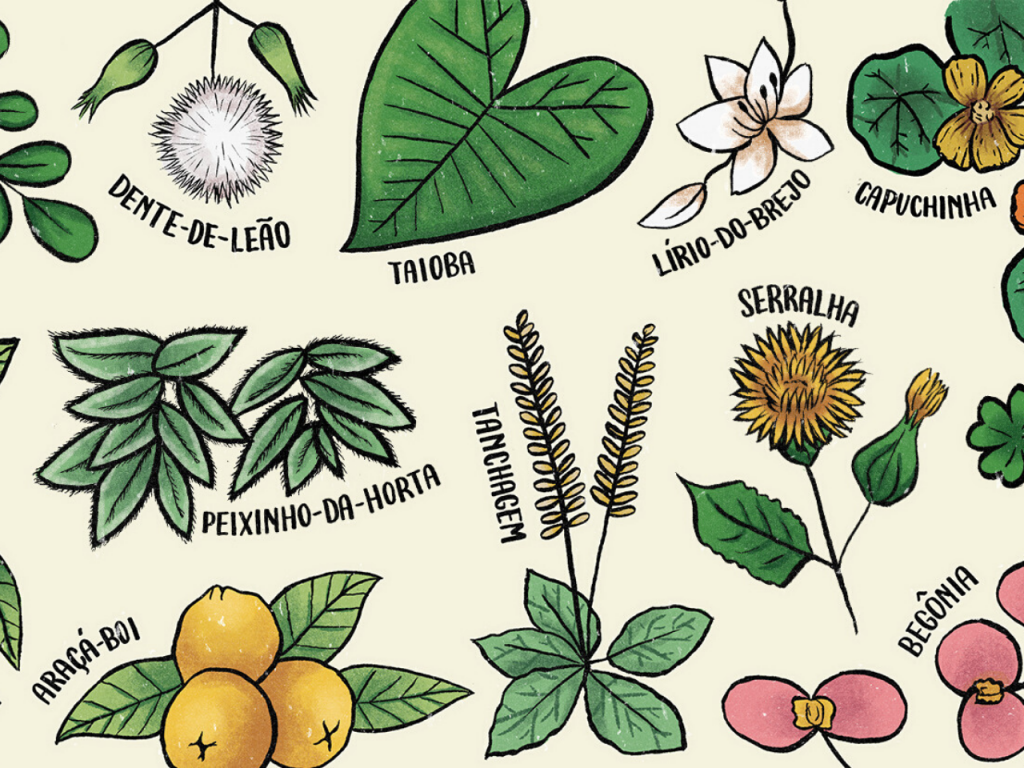 DENTE-DE-LEÃO
TAIOBA
LÍRIO-DO-BREJO
CAPUCHINHA
SERRALHA
TANCHAGEM
PEIXINHO-DA-HORTA
ARAÇÁ-BOI
BEGÔNIA